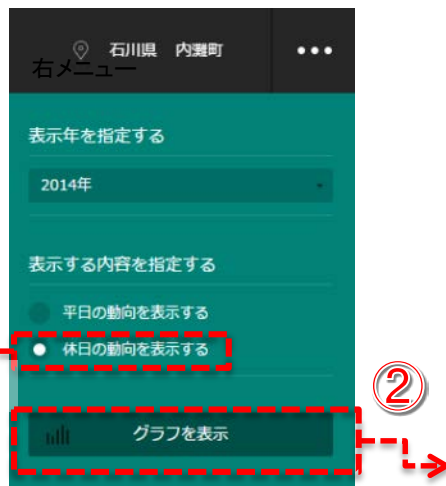 石川県 内灘町
右メニュー
表示年を指定する
2014年
表示する内容を指定する
平日の動向を表示する
休日の動向を表示する
②
グラフを表示